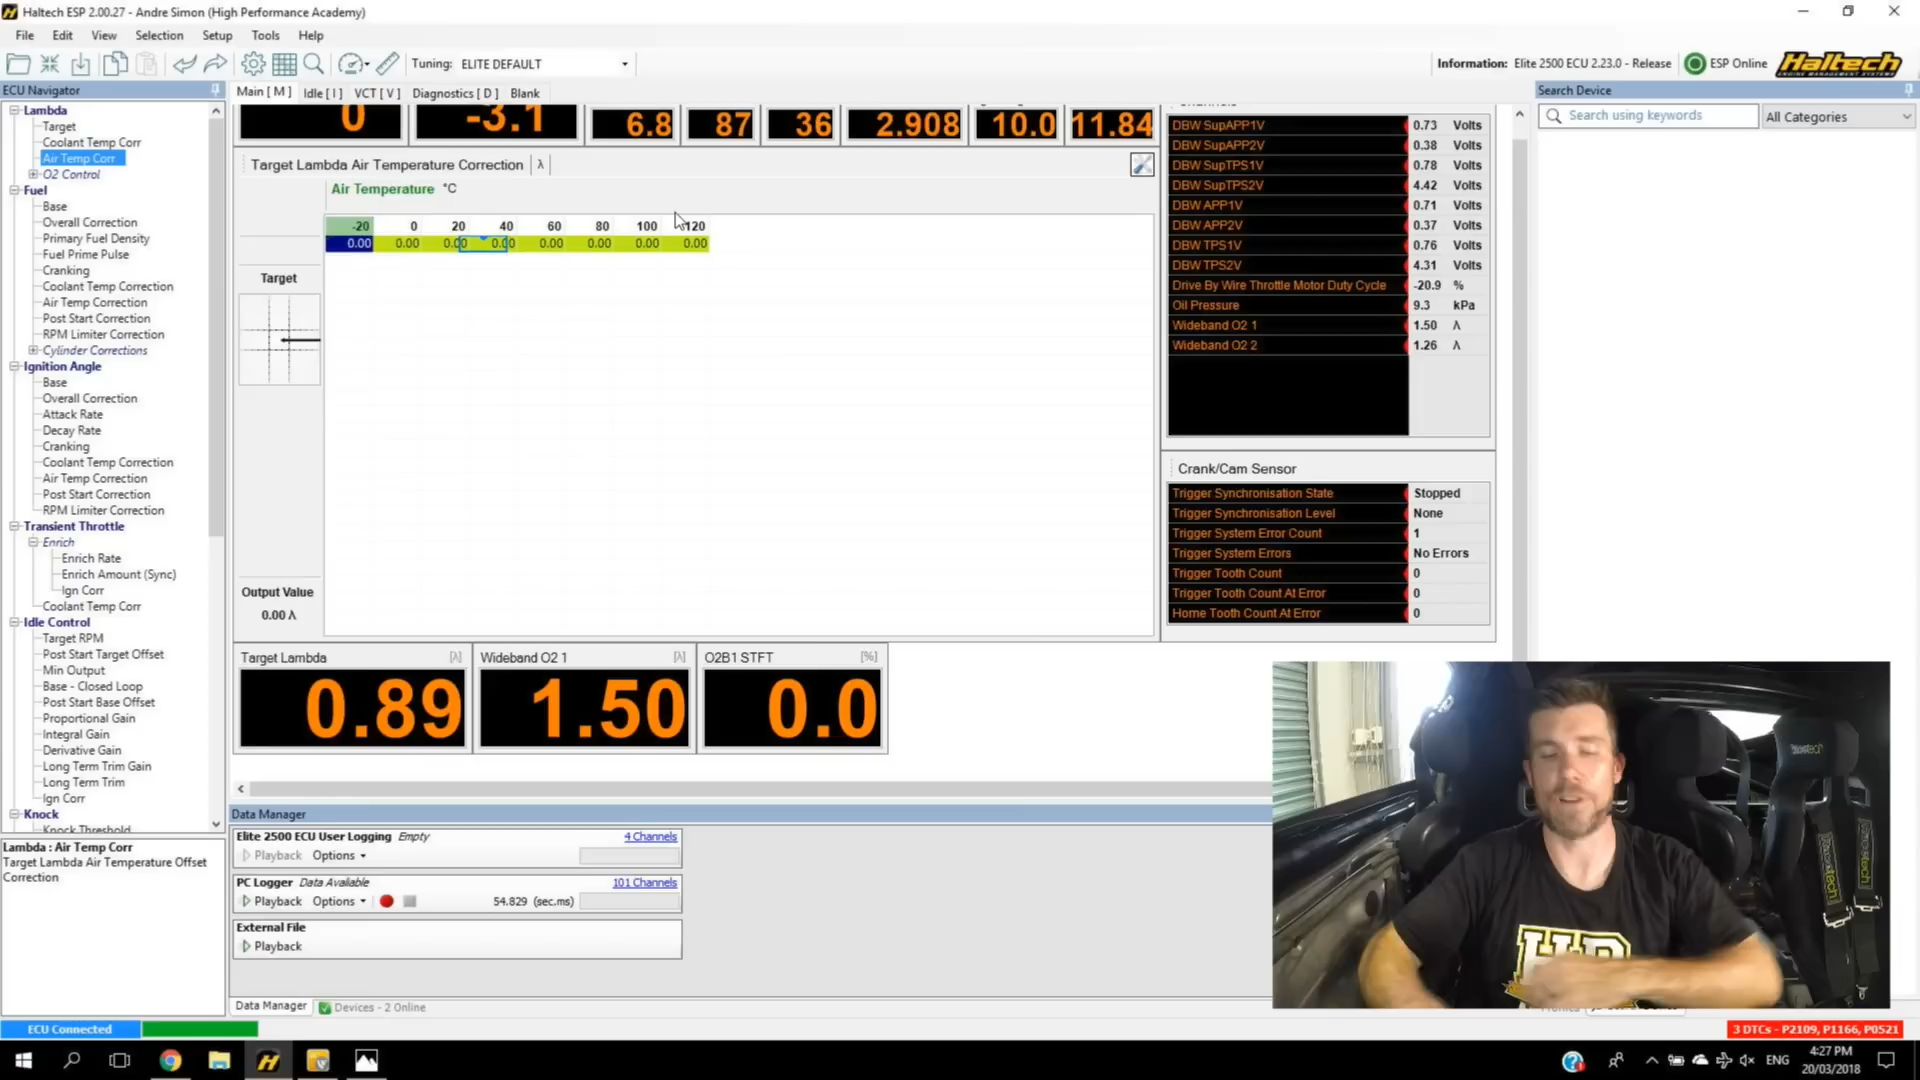 Haltech ESP 2.00.27 - Andre Simon (High Performance Academy)
File Edit View Selection Setup Tools Help
Tuning: ELITE DEFAULT
Information: Elite 2500 ECU 2.23.0 - Release
ESP Online
Haltech
ENGINE MANAGEMENT SYSTEMS
ECU Navigator
Lambda
Target
Coolant Temp Corr
Air Temp Corr
O2 Control
Fuel
Base
Overall Correction
Primary Fuel Density
Fuel Prime Pulse
Cranking
Coolant Temp Correction
Air Temp Correction
Post Start Correction
RPM Limiter Correction
Cylinder Corrections
Ignition Angle
Base
Overall Correction
Attack Rate
Decay Rate
Cranking
Coolant Temp Correction
Air Temp Correction
Post Start Correction
RPM Limiter Correction
Transient Throttle
Enrich
Enrich Rate
Enrich Amount (Sync)
Ign Corr
Coolant Temp Corr
Idle Control
Target RPM
Post Start Target Offset
Min Output
Base - Closed Loop
Post Start Base Offset
Proportional Gain
Integral Gain
Derivative Gain
Long Term Trim Gain
Long Term Trim
Ign Corr
Knock
Knock Threshold
Lambda : Air Temp Corr
Target Lambda Air Temperature Offset
Correction
Main [ M ] Idle [ I ] VCT [ V ] Diagnostics [ D ] Blank
0 -3.1 6.8 87 36 2.908 10.0 11.84
Target Lambda Air Temperature Correction λ
Air Temperature °C
-20 0 20 40 60 80 100 120
0.00 0.00 0.00 0.00 0.00 0.00 0.00 0.00
Target
Output Value
0.00 λ
Target Lambda [λ] Wideband O2 1 [λ] O2B1 STFT [%]
0.89 1.50 0.0
DBW SupAPP1V 0.73 Volts
DBW SupAPP2V 0.38 Volts
DBW SupTPS1V 0.78 Volts
DBW SupTPS2V 4.42 Volts
DBW APP1V 0.71 Volts
DBW APP2V 0.37 Volts
DBW TPS1V 0.76 Volts
DBW TPS2V 4.31 Volts
Drive By Wire Throttle Motor Duty Cycle -20.9 %
Oil Pressure 9.3 kPa
Wideband O2 1 1.50 λ
Wideband O2 2 1.26 λ
Crank/Cam Sensor
Trigger Synchronisation State Stopped
Trigger Synchronisation Level None
Trigger System Error Count 1
Trigger System Errors No Errors
Trigger Tooth Count 0
Trigger Tooth Count At Error 0
Home Tooth Count At Error 0
Search Device
Search using keywords All Categories
Data Manager
Elite 2500 ECU User Logging Empty 4 Channels
Playback Options
PC Logger Data Available 101 Channels
Playback Options 54.829 (sec.ms)
External File
Playback
Data Manager Devices - 2 Online
ECU Connected
3 DTCs - P2109, P1166, P0521
ENG
4:27 PM
20/03/2018